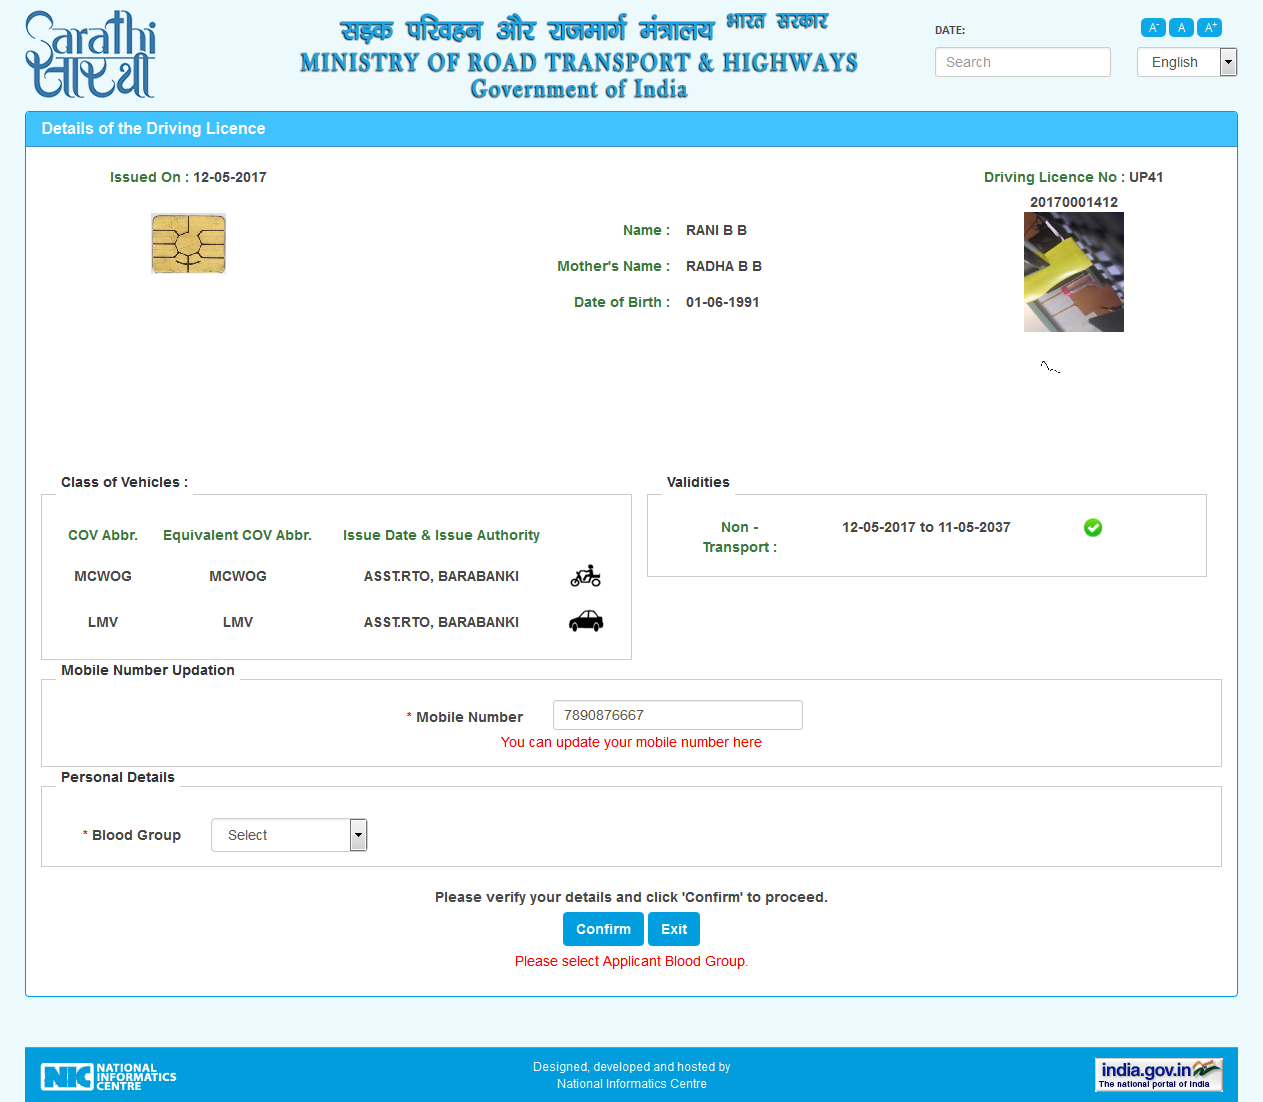 Sarathi
सारथी
सड़क परिवहन और राजमार्ग मंत्रालय भारत सरकार
MINISTRY OF ROAD TRANSPORT & HIGHWAYS
Government of India
DATE:
A- A A+
Search
English
Details of the Driving Licence
Issued On : 12-05-2017
Driving Licence No : UP41
20170001412
Name : RANI B B
Mother's Name : RADHA B B
Date of Birth : 01-06-1991
Class of Vehicles :
COV Abbr. Equivalent COV Abbr. Issue Date & Issue Authority
MCWOG MCWOG ASST.RTO, BARABANKI
LMV LMV ASST.RTO, BARABANKI
Validities
Non - 12-05-2017 to 11-05-2037
Transport :
Mobile Number Updation
* Mobile Number 7890876667
You can update your mobile number here
Personal Details
* Blood Group Select
Please verify your details and click 'Confirm' to proceed.
Confirm Exit
Please select Applicant Blood Group.
NIC NATIONAL
INFORMATICS
CENTRE
Designed, developed and hosted by
National Informatics Centre
india.gov.in
The national portal of India